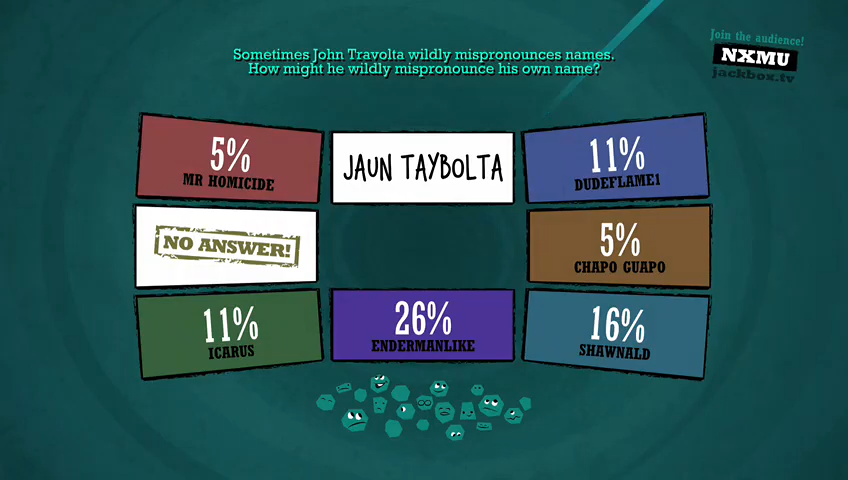 Join the audience!
NXMU
jackbox.tv
Sometimes John Travolta wildly mispronounces names.
How might he wildly mispronounce his own name?
5%
MR HOMICIDE
JAUN TAYBOLTA
11%
DUDEFLAME1
NO ANSWER!
5%
CHAPO GUAPO
11%
ICARUS
26%
ENDERMANLIKE
16%
SHAWNALD